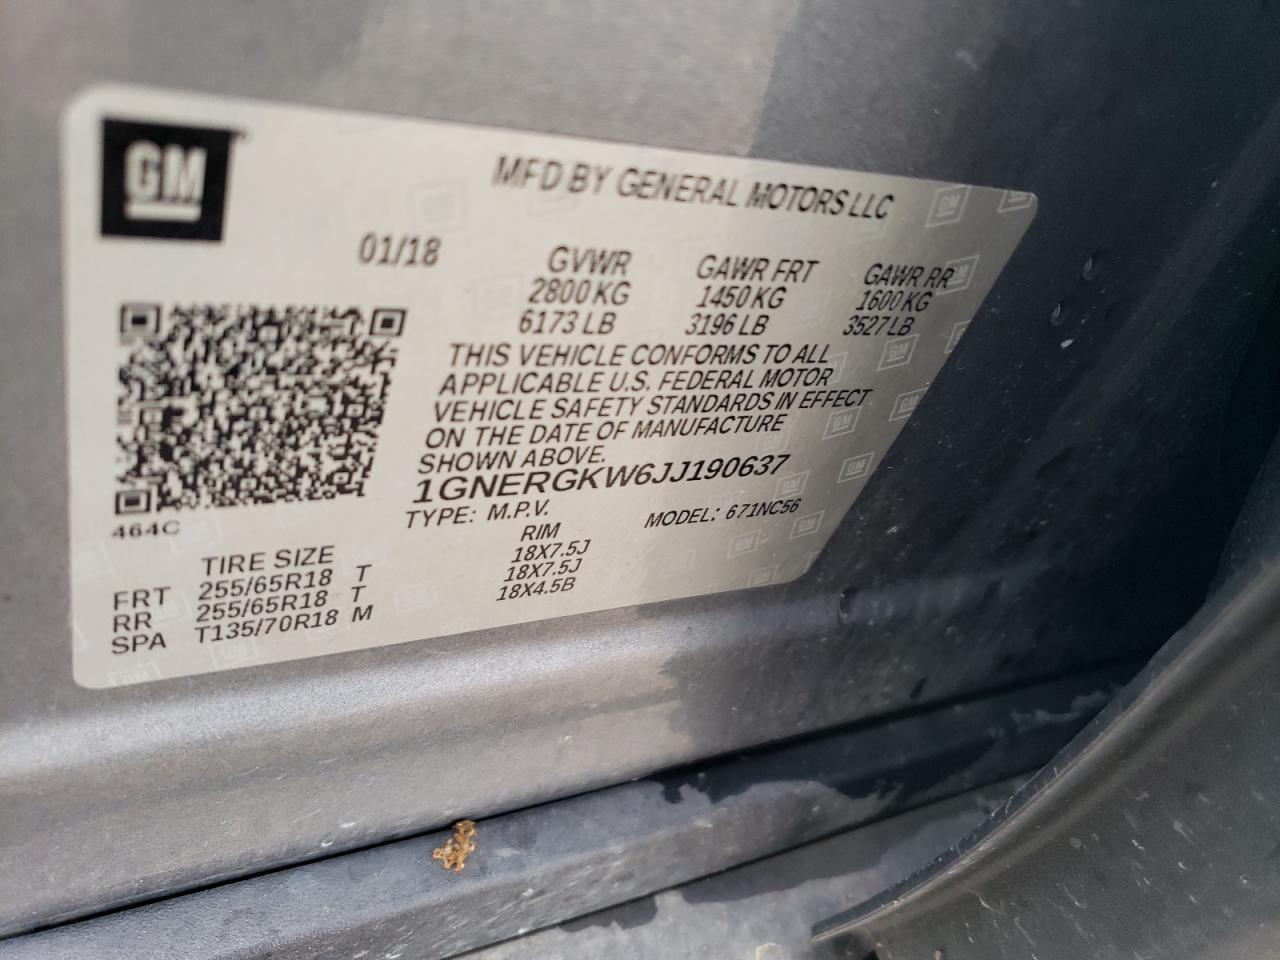 GM
MFD BY GENERAL MOTORS LLC
01/18
GVWR GAWR FRT GAWR RR
2800 KG 1450 KG 1600 KG
6173 LB 3196 LB 3527 LB
THIS VEHICLE CONFORMS TO ALL
APPLICABLE U.S. FEDERAL MOTOR
VEHICLE SAFETY STANDARDS IN EFFECT
ON THE DATE OF MANUFACTURE
SHOWN ABOVE.
1GNERGKW6JJ190637
464C
TYPE: M.P.V. MODEL: 671NC56
TIRE SIZE RIM
FRT 255/65R18 T 18X7.5J
RR 255/65R18 T 18X7.5J
SPA T135/70R18 M 18X4.5B